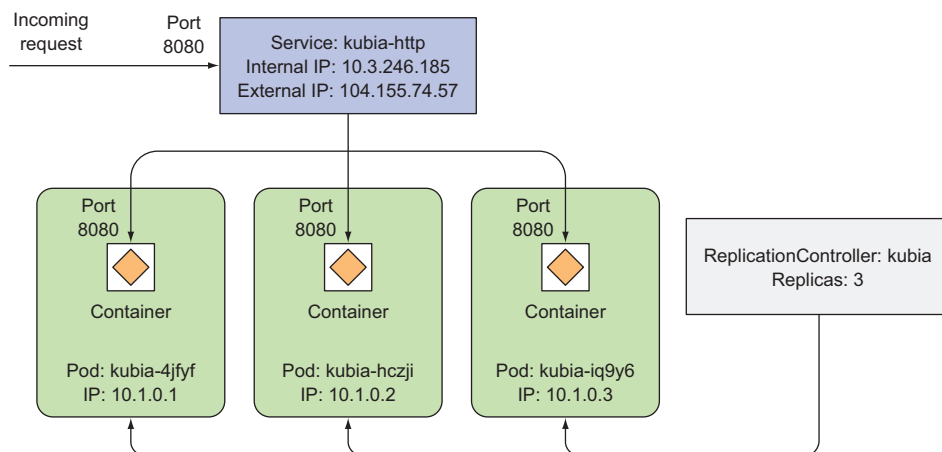 Incoming
request
Port
8080
Service: kubia-http
Internal IP: 10.3.246.185
External IP: 104.155.74.57
Port
8080
Container
Pod: kubia-4jfyf
IP: 10.1.0.1
Port
8080
Container
Pod: kubia-hczji
IP: 10.1.0.2
Port
8080
Container
Pod: kubia-iq9y6
IP: 10.1.0.3
ReplicationController: kubia
Replicas: 3